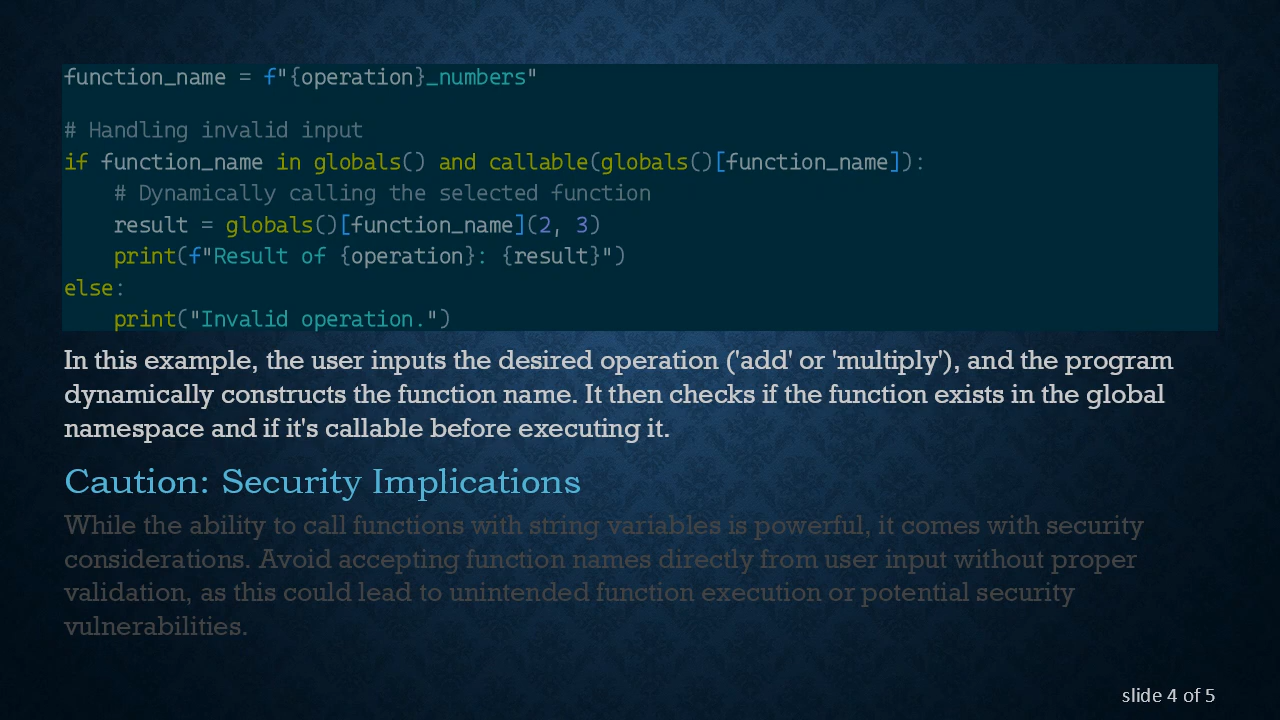 function_name = f"{operation}_numbers"
# Handling invalid input
if function_name in globals() and callable(globals()[function_name]):
    # Dynamically calling the selected function
    result = globals()[function_name](2, 3)
    print(f"Result of {operation}: {result}")
else:
    print("Invalid operation.")
In this example, the user inputs the desired operation ('add' or 'multiply'), and the program
dynamically constructs the function name. It then checks if the function exists in the global
namespace and if it's callable before executing it.
Caution: Security Implications
While the ability to call functions with string variables is powerful, it comes with security
considerations. Avoid accepting function names directly from user input without proper
validation, as this could lead to unintended function execution or potential security
vulnerabilities.
slide 4 of 5